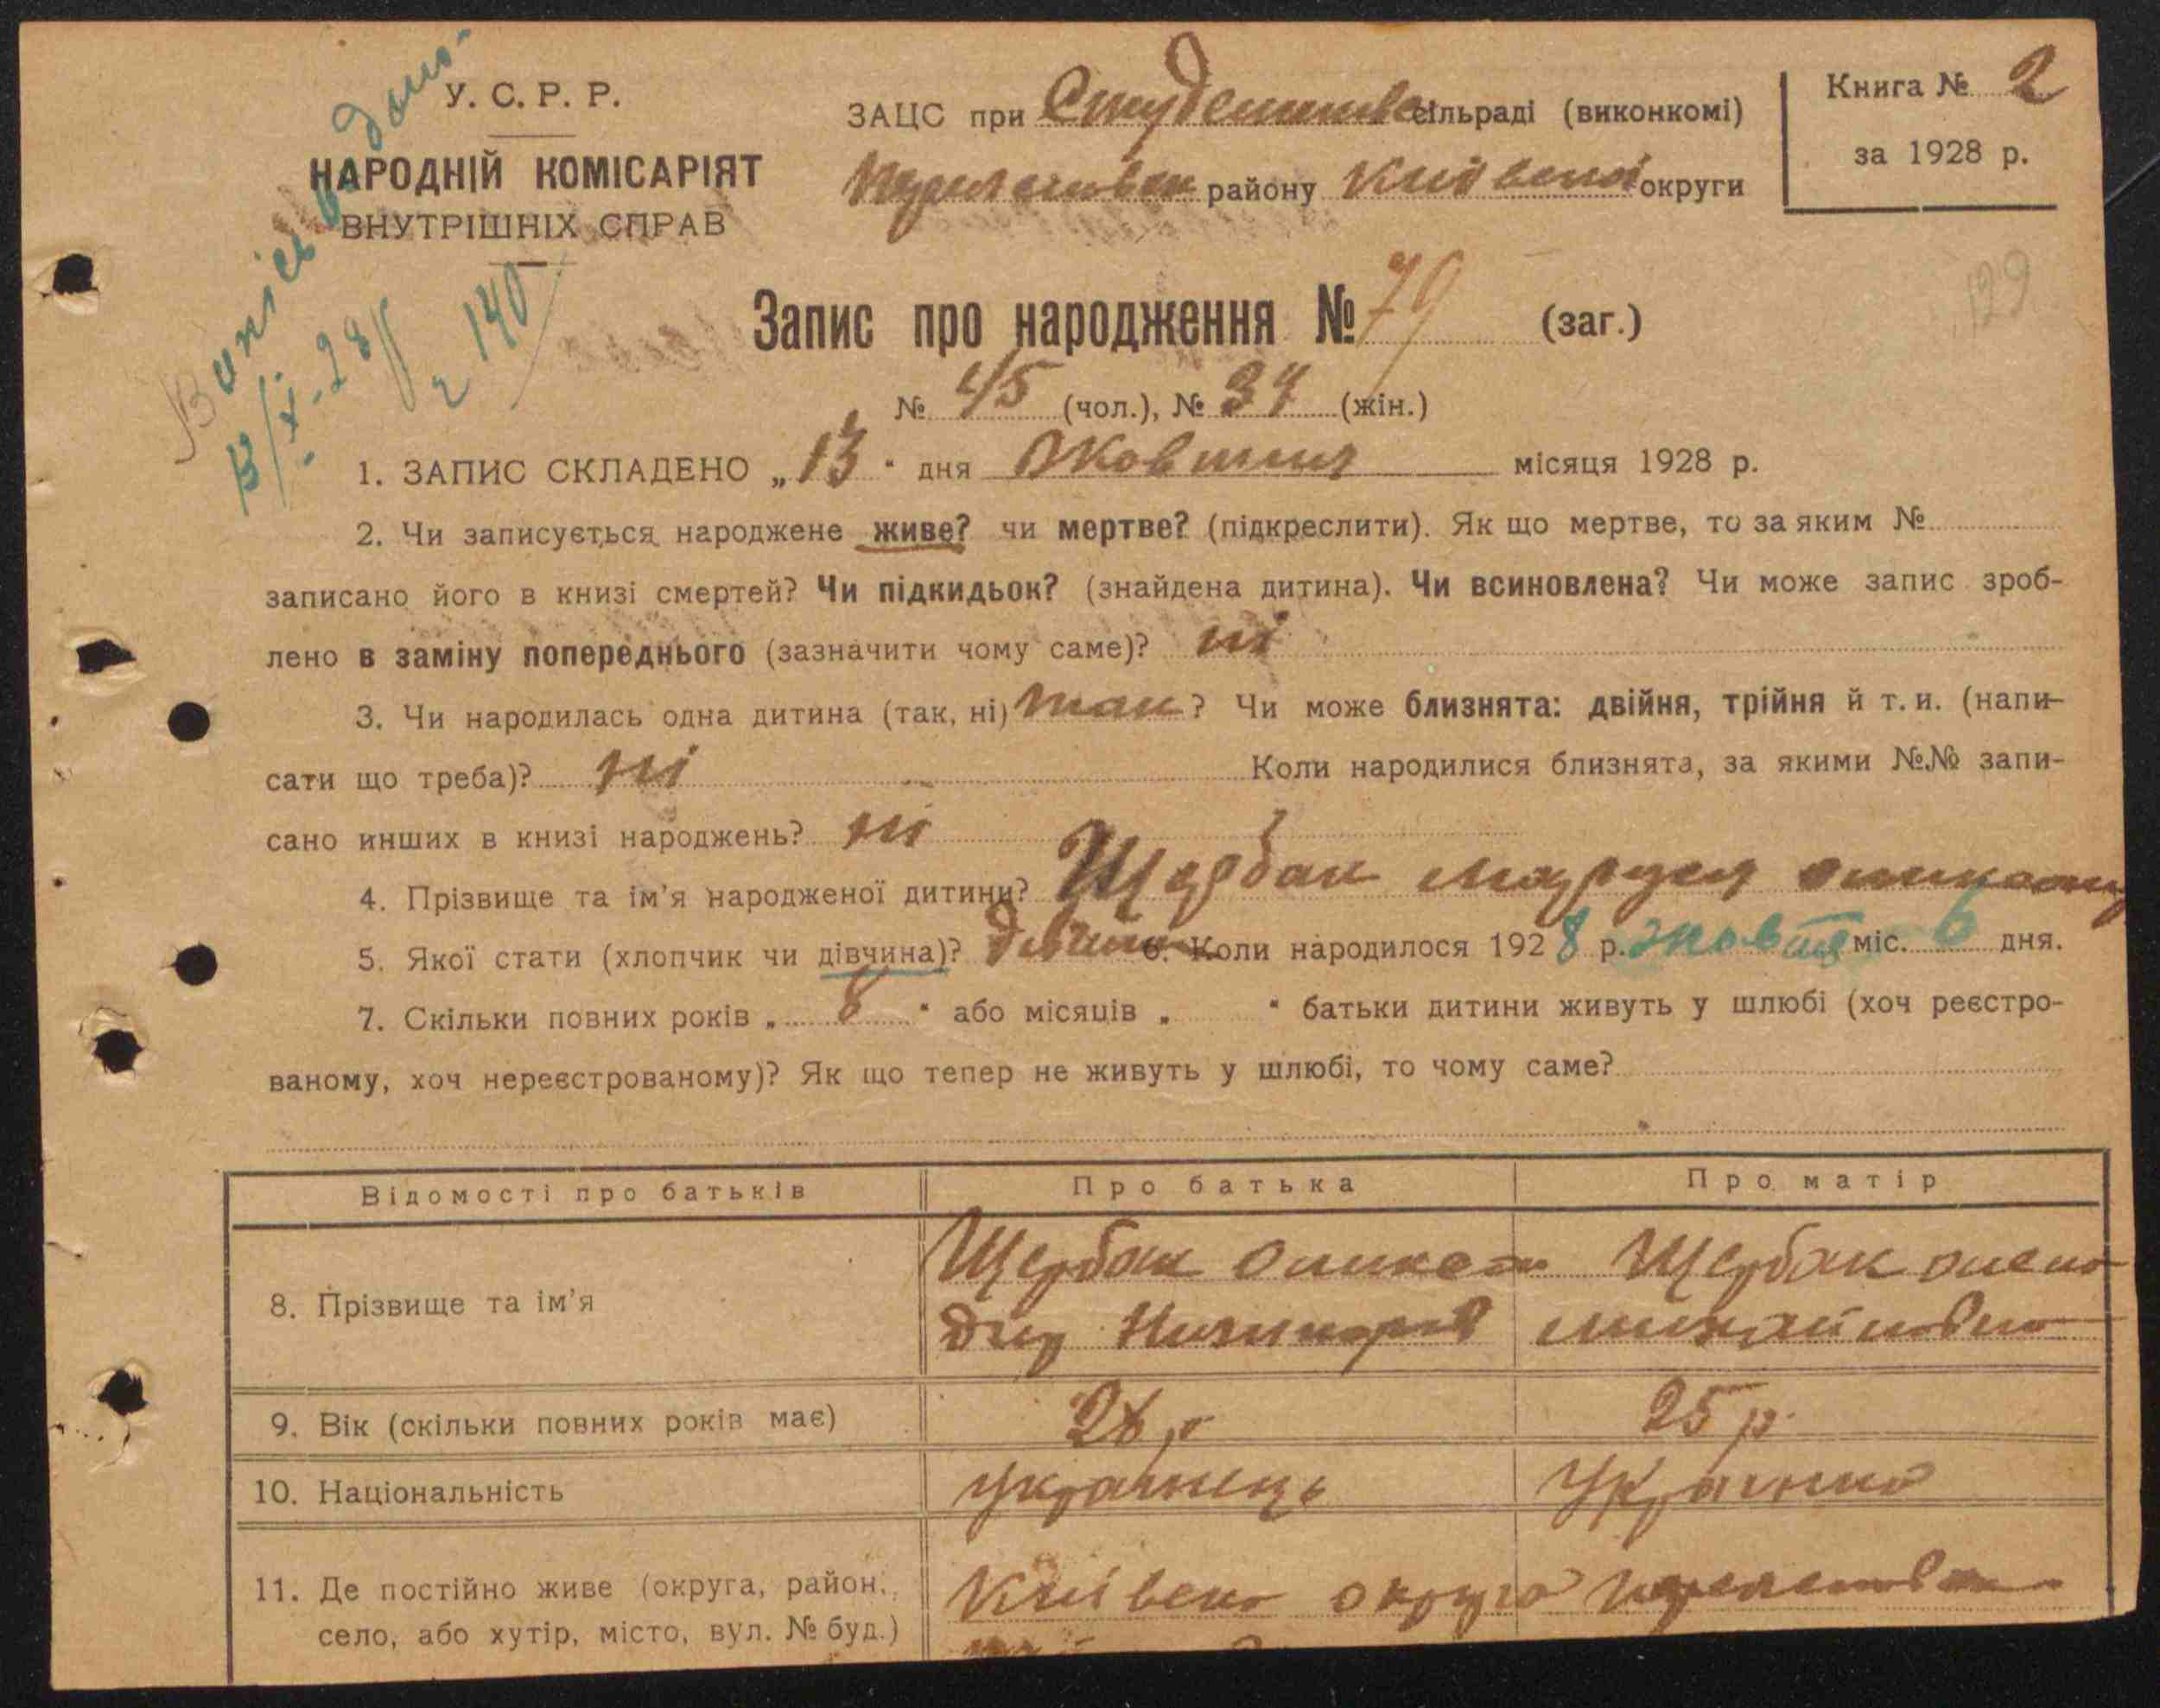 У. С. Р. Р.
НАРОДНІЙ КОМІСАРІЯТ
ВНУТРІШНІХ СПРАВ
ЗАЦС при сільраді (виконкомі)
району округи
Книга № 2
за 1928 р.
Запис про народження № 79 (заг.)
№ 45 (чол.), № 34 (жін.)
129
1. ЗАПИС СКЛАДЕНО „13" дня Жовтня місяця 1928 р.
2. Чи записується народжене живе? чи мертве? (підкреслити). Як що мертве, то за яким №
записано його в книзі смертей? Чи підкидьок? (знайдена дитина). Чи всиновлена? Чи може запис зроб-
лено в заміну попереднього (зазначити чому саме)? ні
3. Чи народилась одна дитина (так, ні) так? Чи може близнята: двійня, трійня й т. и. (напи-
сати що треба)? ні Коли народилися близнята, за якими №№ запи-
сано инших в книзі народжень? ні
4. Прізвище та ім'я народженої дитини? Щербак Маруся
5. Якої стати (хлопчик чи дівчина)? дівчина 6. Коли народилося 1928 р. жовтня міс. 6 дня.
7. Скільки повних років „ " або місяців „ " батьки дитини живуть у шлюбі (хоч реєстро-
ваному, хоч нереєстрованому)? Як що тепер не живуть у шлюбі, то чому саме?
Відомості про батьків
Про батька
Про матір
8. Прізвище та ім'я
Щербак
Щербак
9. Вік (скільки повних років має)
25 р.
10. Національність
Українець
Українка
11. Де постійно живе (округа, район,
село, або хутір, місто, вул. № буд.)
округа